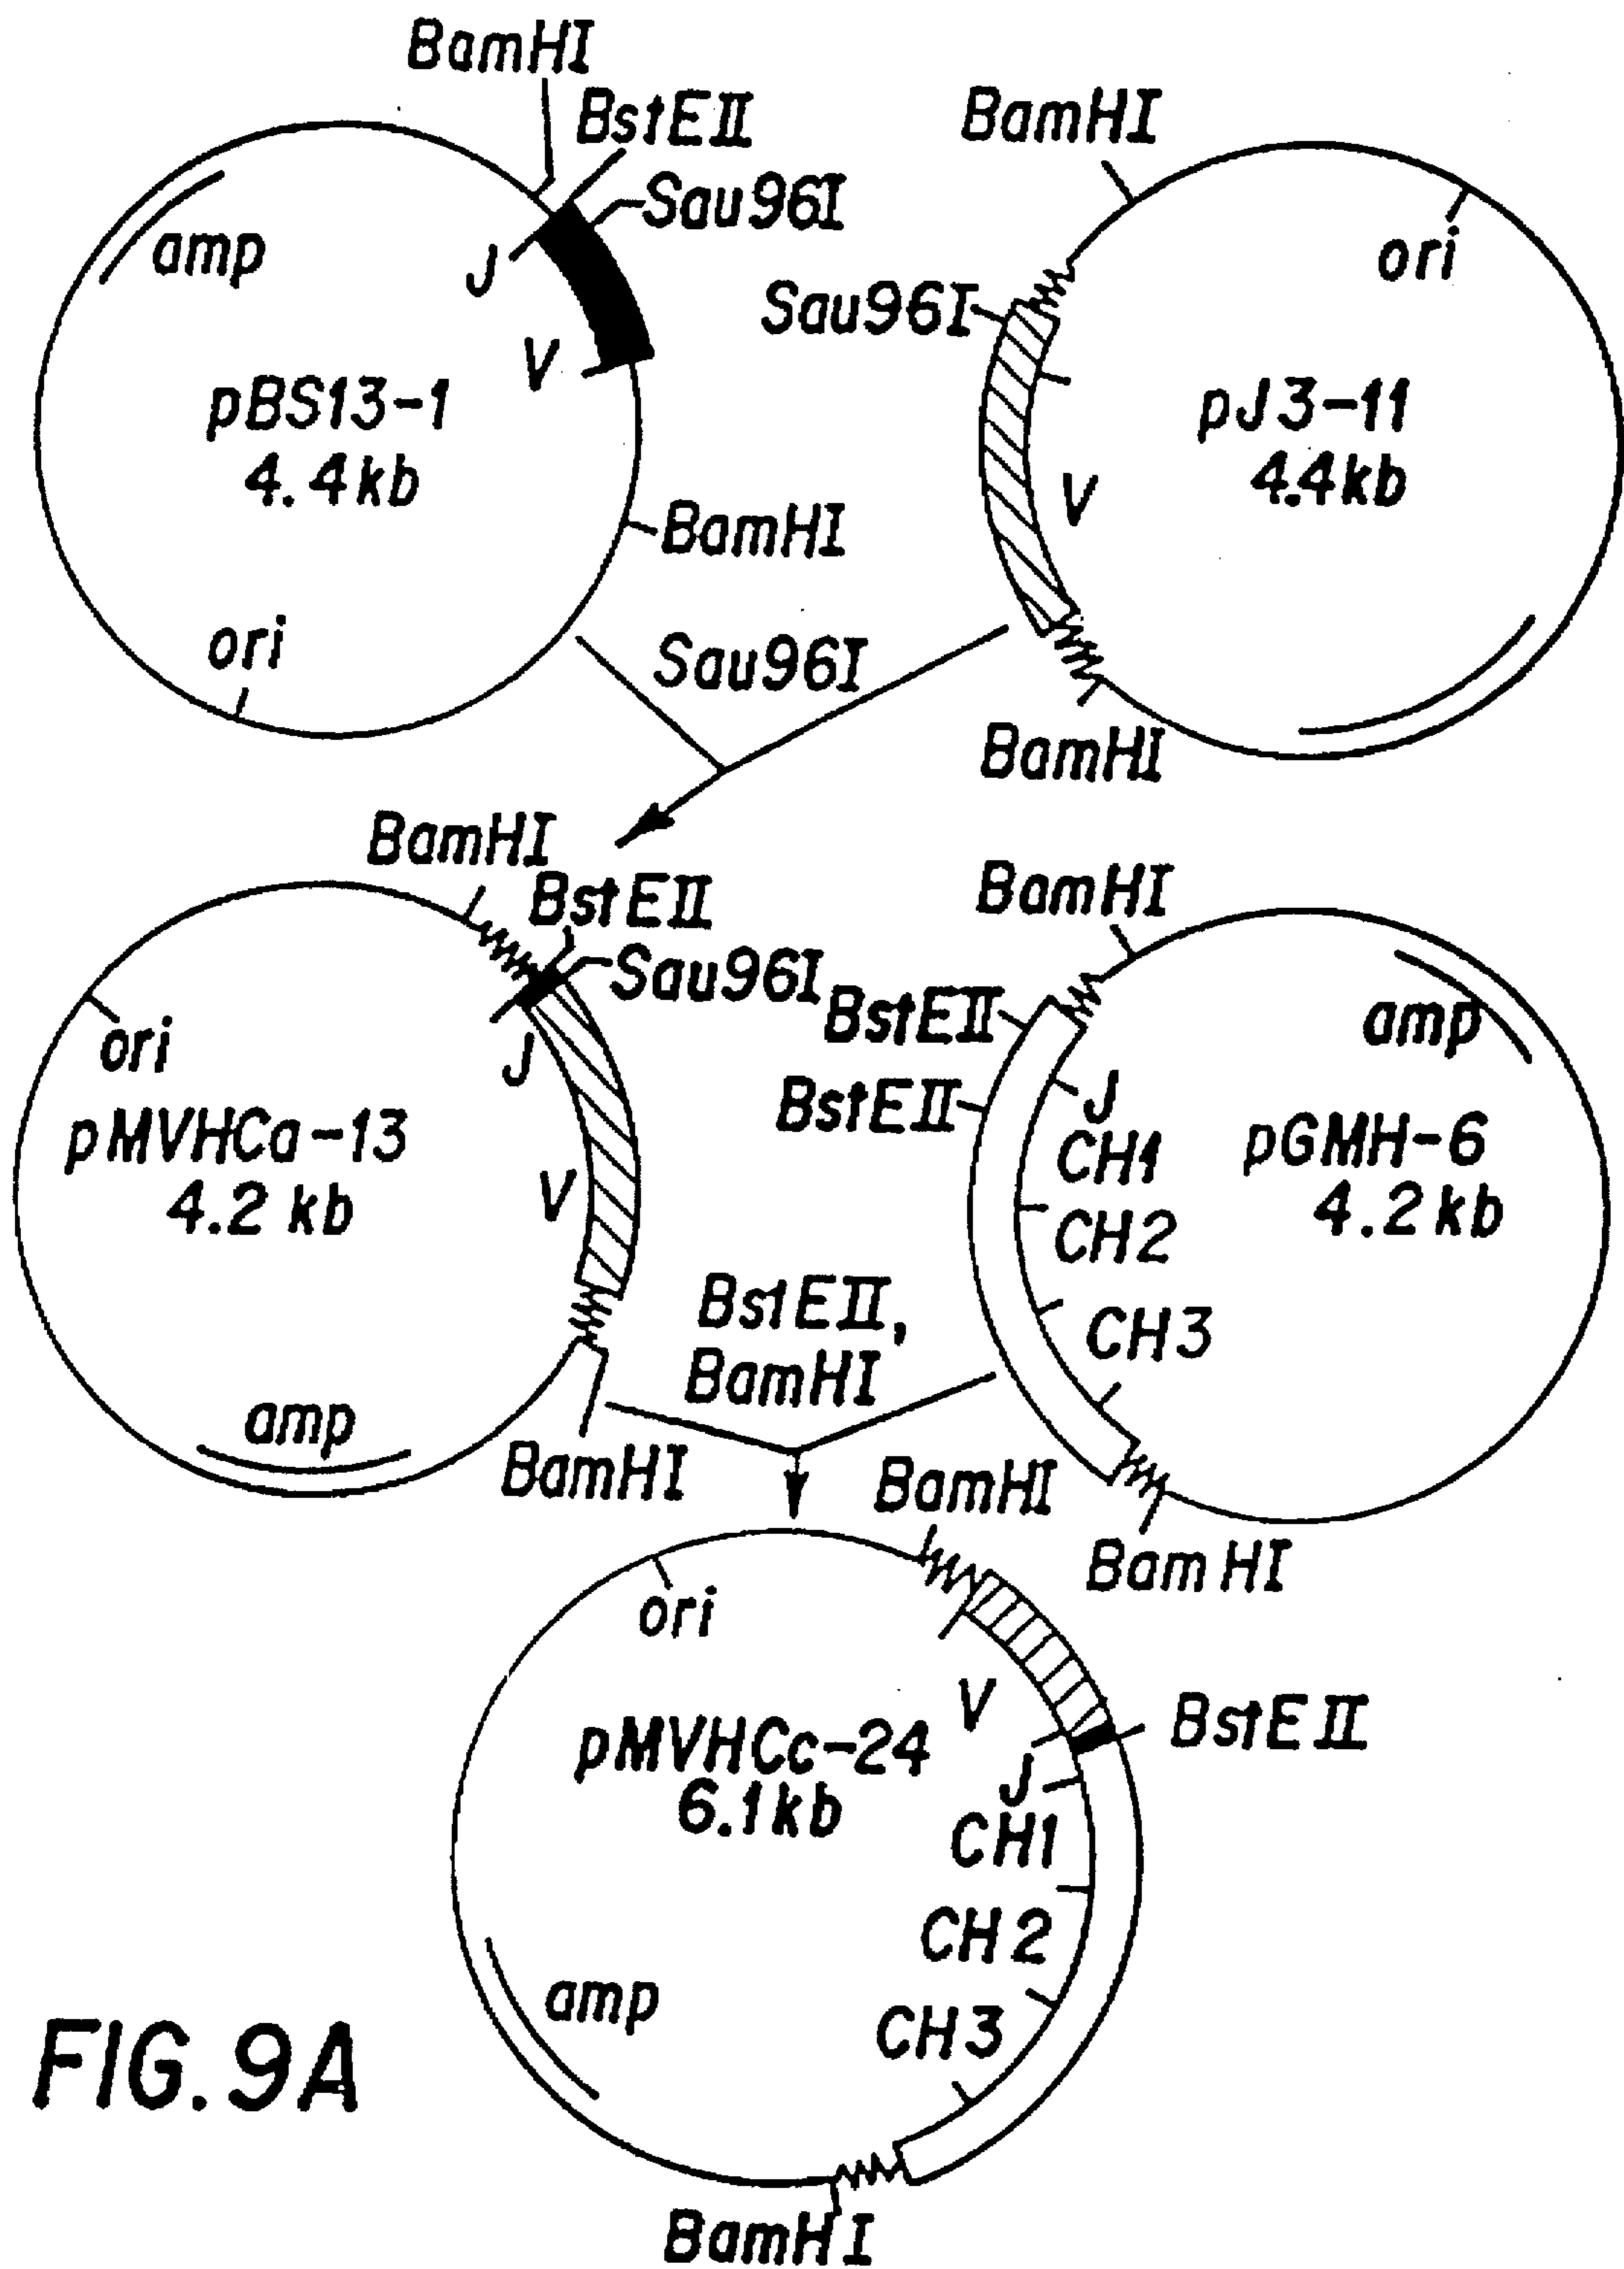 BamHI
BstEII
Sau96I
amp
J
V
pBS13-1
4.4kb
BamHI
ori
BamHI
ori
Sau96I
pJ3-11
4.4kb
V
BamHI
Sau96I
BamHI
BstEII
Sau96I
ori
J
pMVHCa-13
4.2 kb
V
amp
BamHI
BamHI
BstEII
BstEII
amp
J
CH1
pGMH-6
4.2kb
CH2
CH3
BamHI
BstEII,
BamHI
BamHI
ori
V
BstEII
pMVHCc-24
6.1kb
J
CH1
CH2
CH3
amp
BamHI
FIG. 9A